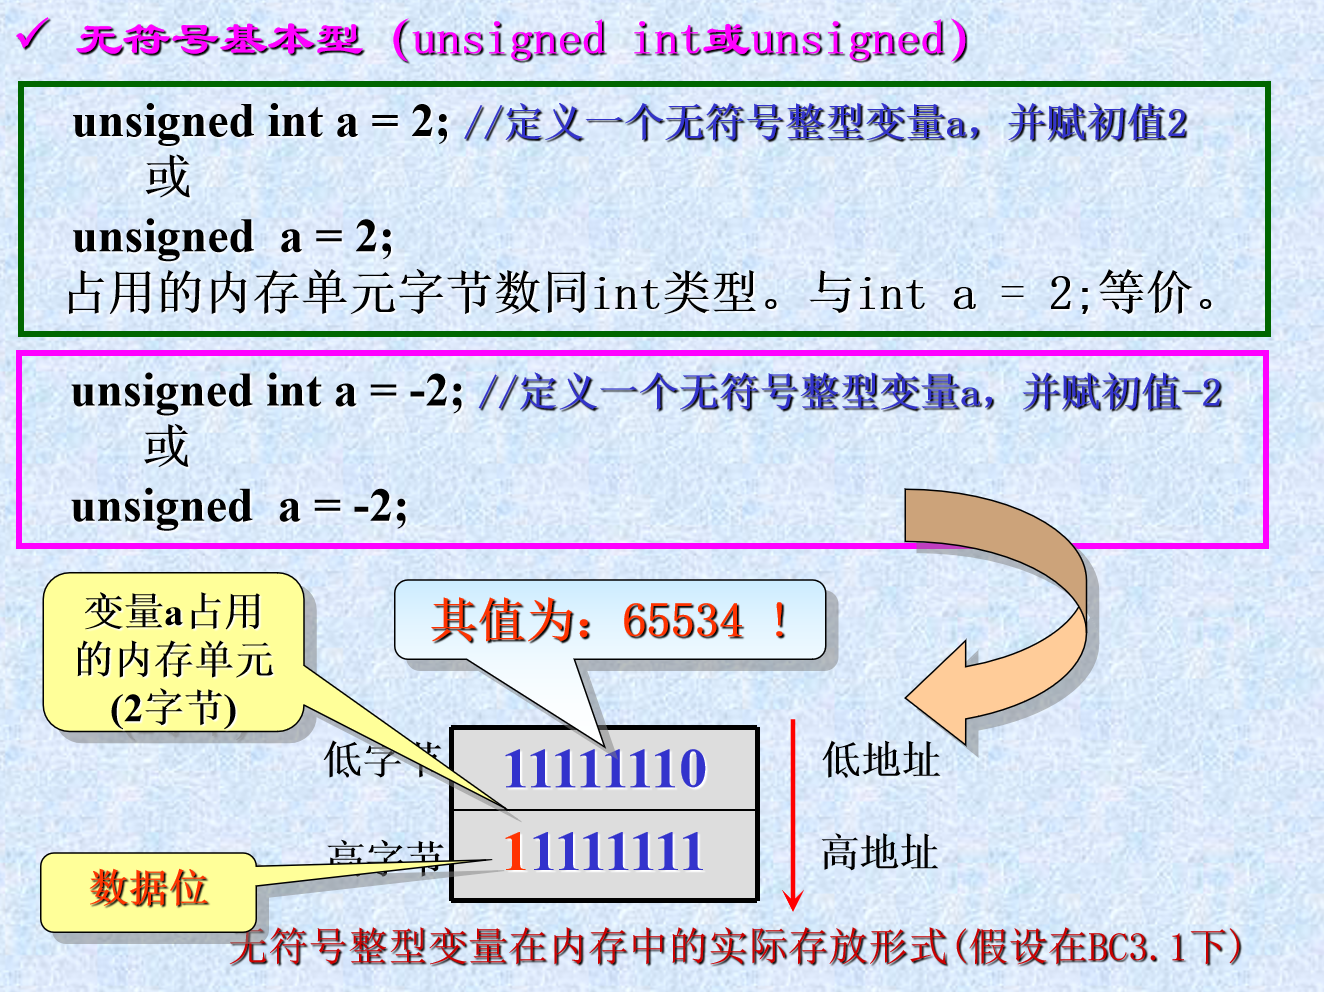 ✓ 无符号基本型 (unsigned int或unsigned)
unsigned int a = 2; //定义一个无符号整型变量a，并赋初值2
或
unsigned a = 2;
占用的内存单元字节数同int类型。与int a = 2;等价。
unsigned int a = -2; //定义一个无符号整型变量a，并赋初值-2
或
unsigned a = -2;
变量a占用
的内存单元
(2字节)
其值为：65534 !
低字节
11111110
低地址
高字节
11111111
高地址
数据位
无符号整型变量在内存中的实际存放形式(假设在BC3.1下)